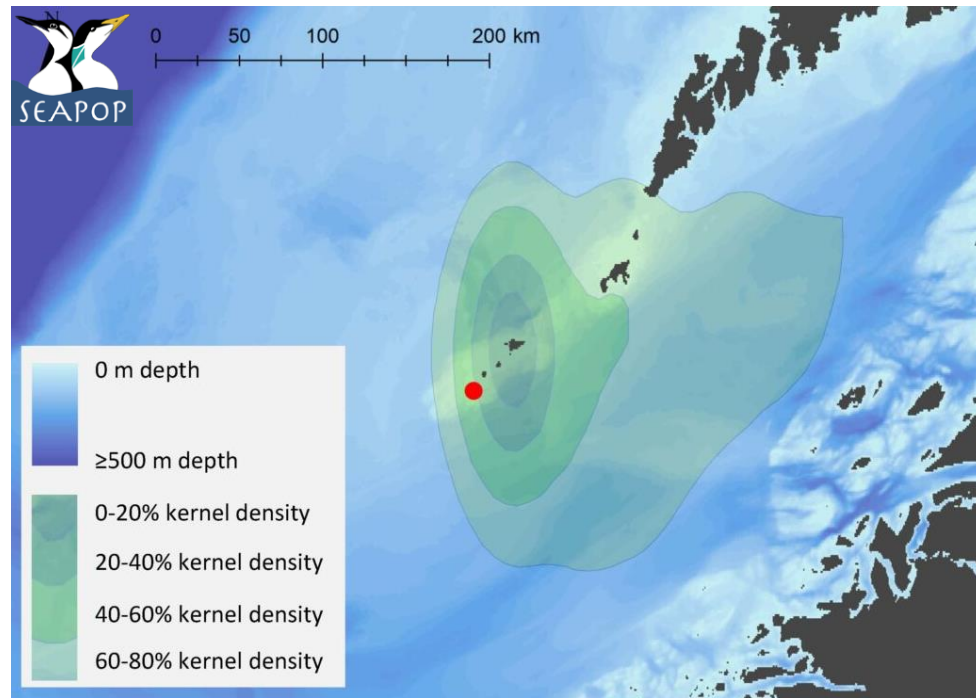 N
SEAPOP
0 50 100 200 km
0 m depth
≥500 m depth
0-20% kernel density
20-40% kernel density
40-60% kernel density
60-80% kernel density